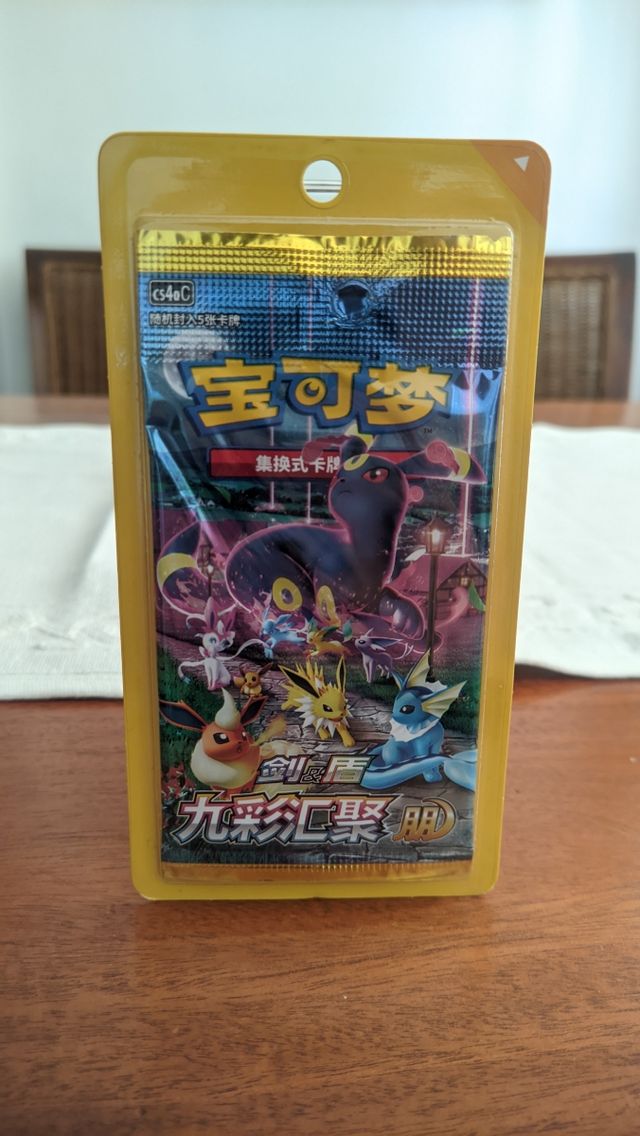 cs4aC
随机封入5张卡牌
宝可梦
TM
集换式卡牌
剑&盾
九彩汇聚 朋